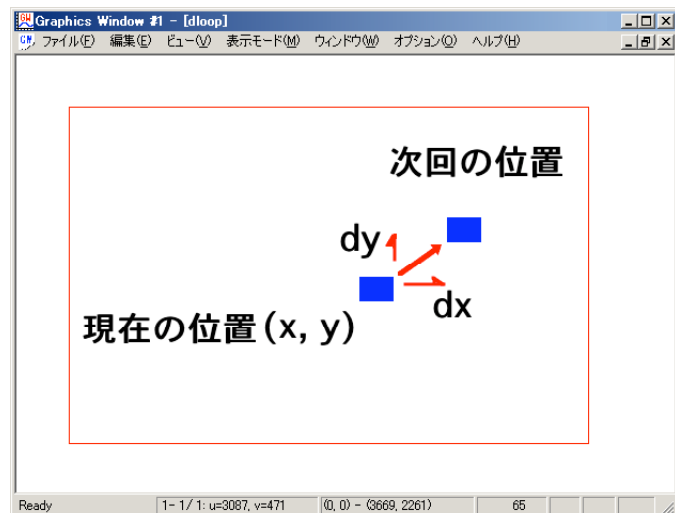 Graphics Window #1 - [dloop]
ファイル(F) 編集(E) ビュー(V) 表示モード(M) ウィンドウ(W) オプション(O) ヘルプ(H)
次回の位置
dy
dx
現在の位置(x, y)
Ready 1- 1/ 1: u=3087, v=471 (0, 0) - (3669, 2261) 65